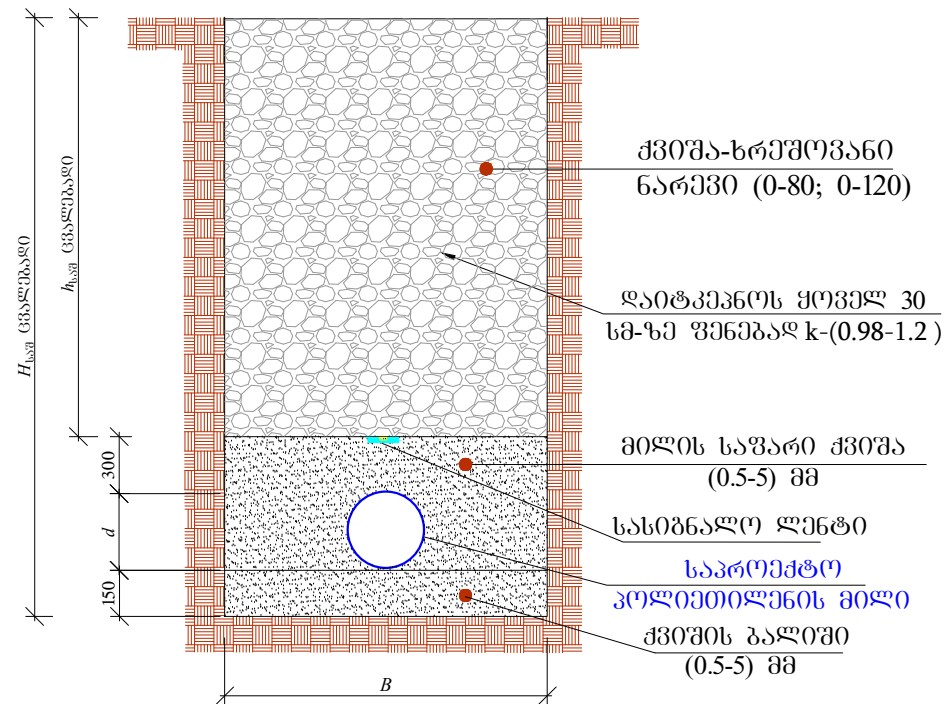 ქვიშა-ხრეშოვანი
ნარევი (0-80; 0-120)
დაიტკეპნოს ყოველ 30
სმ-ზე ფენებად k-(0.98-1.2 )
მილის საფარი ქვიშა
(0.5-5) მმ
სასიგნალო ლენტი
საპროექტო
პოლიეთილენის მილი
ქვიშის ბალიში
(0.5-5) მმ
Hსაშ ცვალებადი
hსაშ ცვალებადი
300
d
150
B